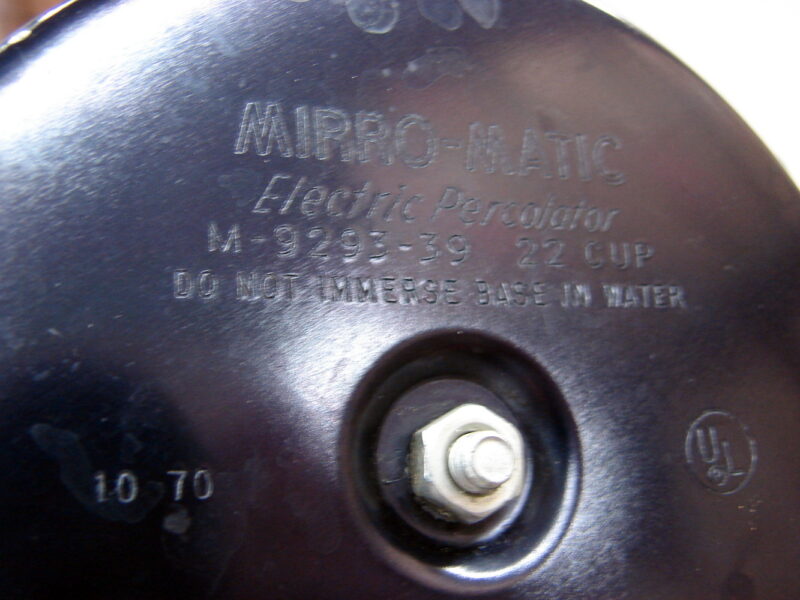 MIRRO-MATIC
Electric Percolator
M-9293-39 22 CUP
DO NOT IMMERSE BASE IN WATER
UL
10 70